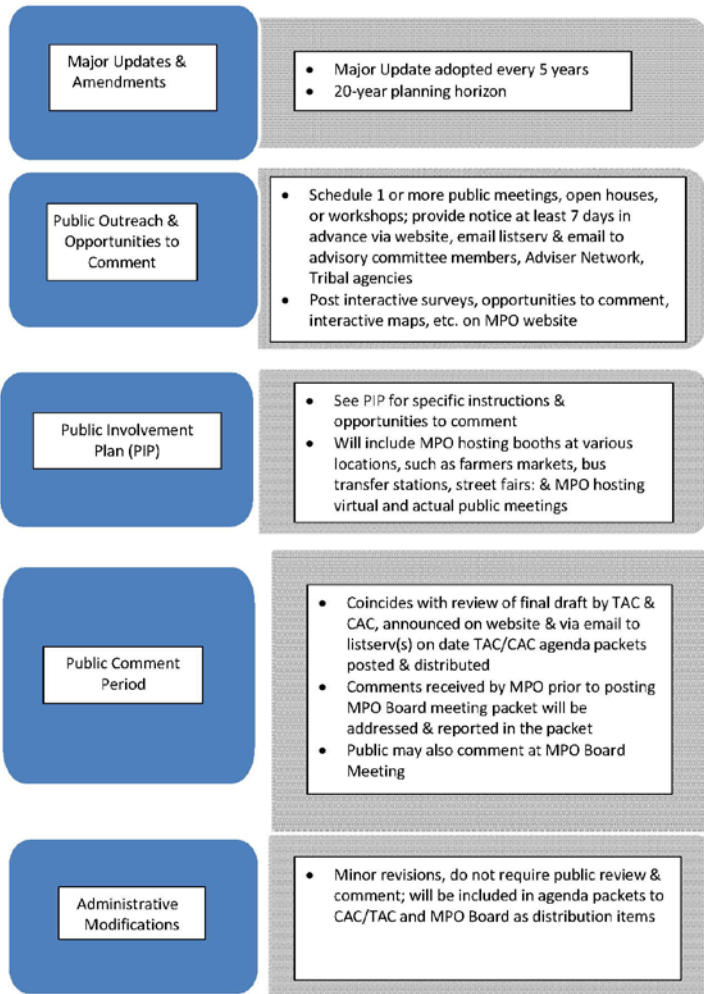 Major Updates &
Amendments
• Major Update adopted every 5 years
• 20-year planning horizon
Public Outreach &
Opportunities to
Comment
• Schedule 1 or more public meetings, open houses,
or workshops; provide notice at least 7 days in
advance via website, email listserv & email to
advisory committee members, Adviser Network,
Tribal agencies
• Post interactive surveys, opportunities to comment,
interactive maps, etc. on MPO website
Public Involvement
Plan (PIP)
• See PIP for specific instructions &
opportunities to comment
• Will include MPO hosting booths at various
locations, such as farmers markets, bus
transfer stations, street fairs: & MPO hosting
virtual and actual public meetings
Public Comment
Period
• Coincides with review of final draft by TAC &
CAC, announced on website & via email to
listserv(s) on date TAC/CAC agenda packets
posted & distributed
• Comments received by MPO prior to posting
MPO Board meeting packet will be
addressed & reported in the packet
• Public may also comment at MPO Board
Meeting
Administrative
Modifications
• Minor revisions, do not require public review &
comment; will be included in agenda packets to
CAC/TAC and MPO Board as distribution items